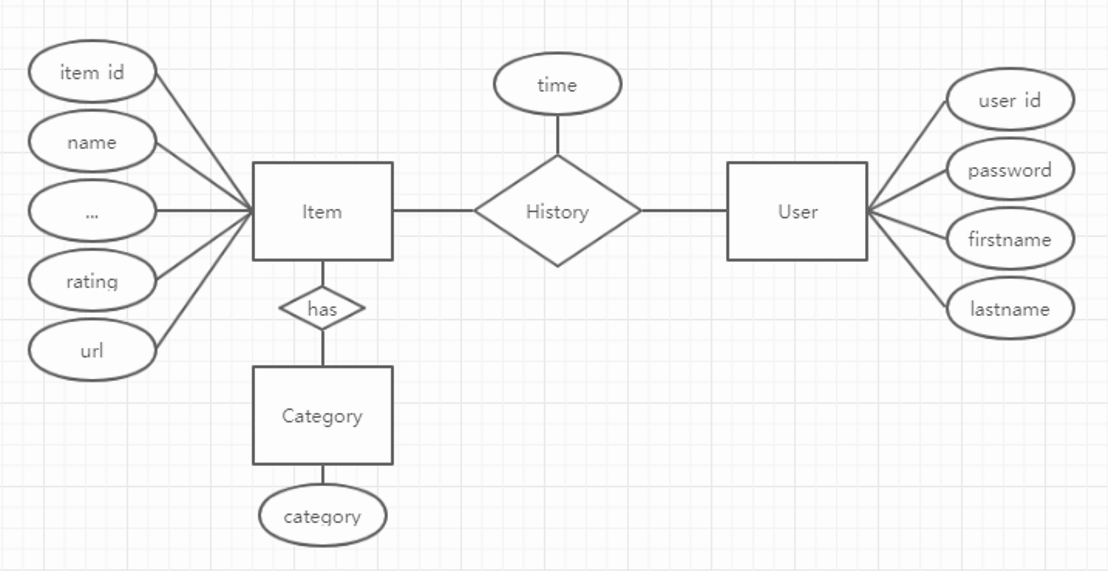 item id
name
...
rating
url
Item
has
Category
category
time
History
User
user id
password
firstname
lastname